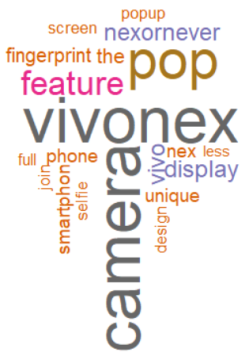 popup
screen nexornever
fingerprint the pop
feature
vivonex
full phone vivo nex less
display
join smartphon selfie camera unique
design